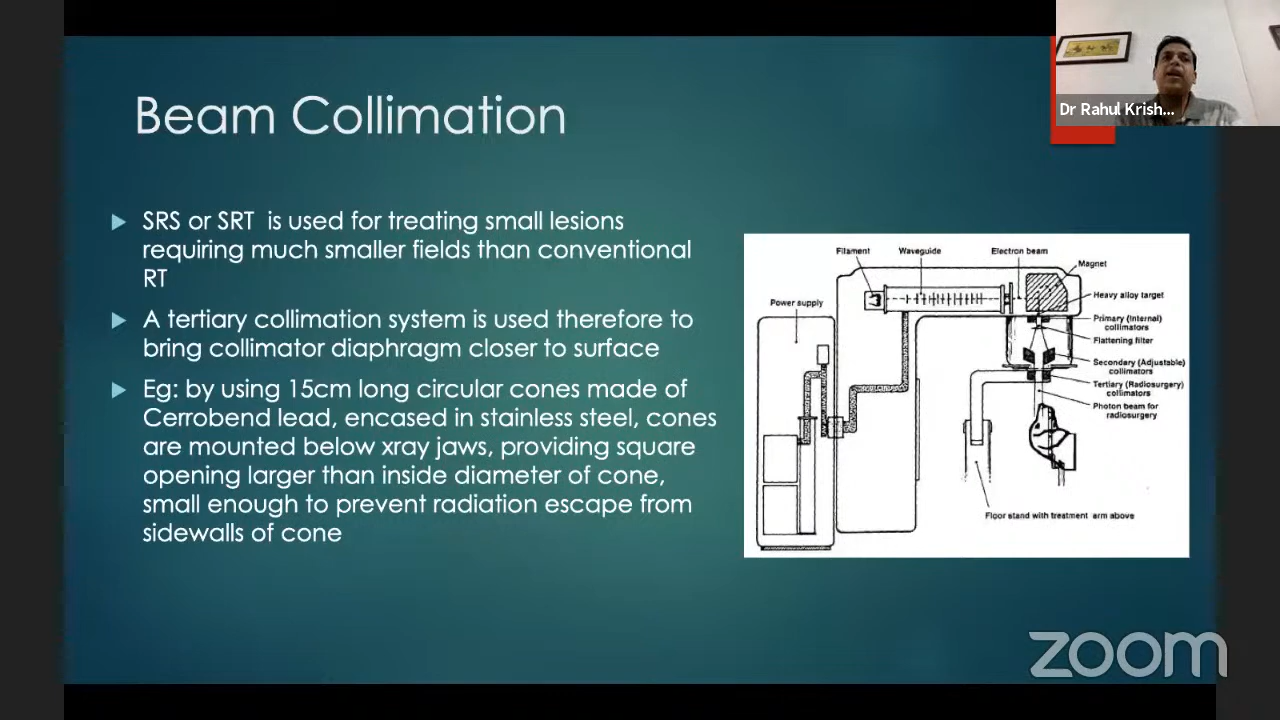 Dr Rahul Krish...
Beam Collimation
SRS or SRT is used for treating small lesions
requiring much smaller fields than conventional
RT
A tertiary collimation system is used therefore to
bring collimator diaphragm closer to surface
Eg: by using 15cm long circular cones made of
Cerrobend lead, encased in stainless steel, cones
are mounted below xray jaws, providing square
opening larger than inside diameter of cone,
small enough to prevent radiation escape from
sidewalls of cone
Filament
Waveguide
Electron beam
Magnet
Heavy alloy target
Power supply
Primary (Internal)
collimators
Flattening filter
Secondary (Adjustable)
collimators
Tertiary (Radiosurgery)
collimators
Photon beam for
radiosurgery
Floor stand with treatment arm above
zoom